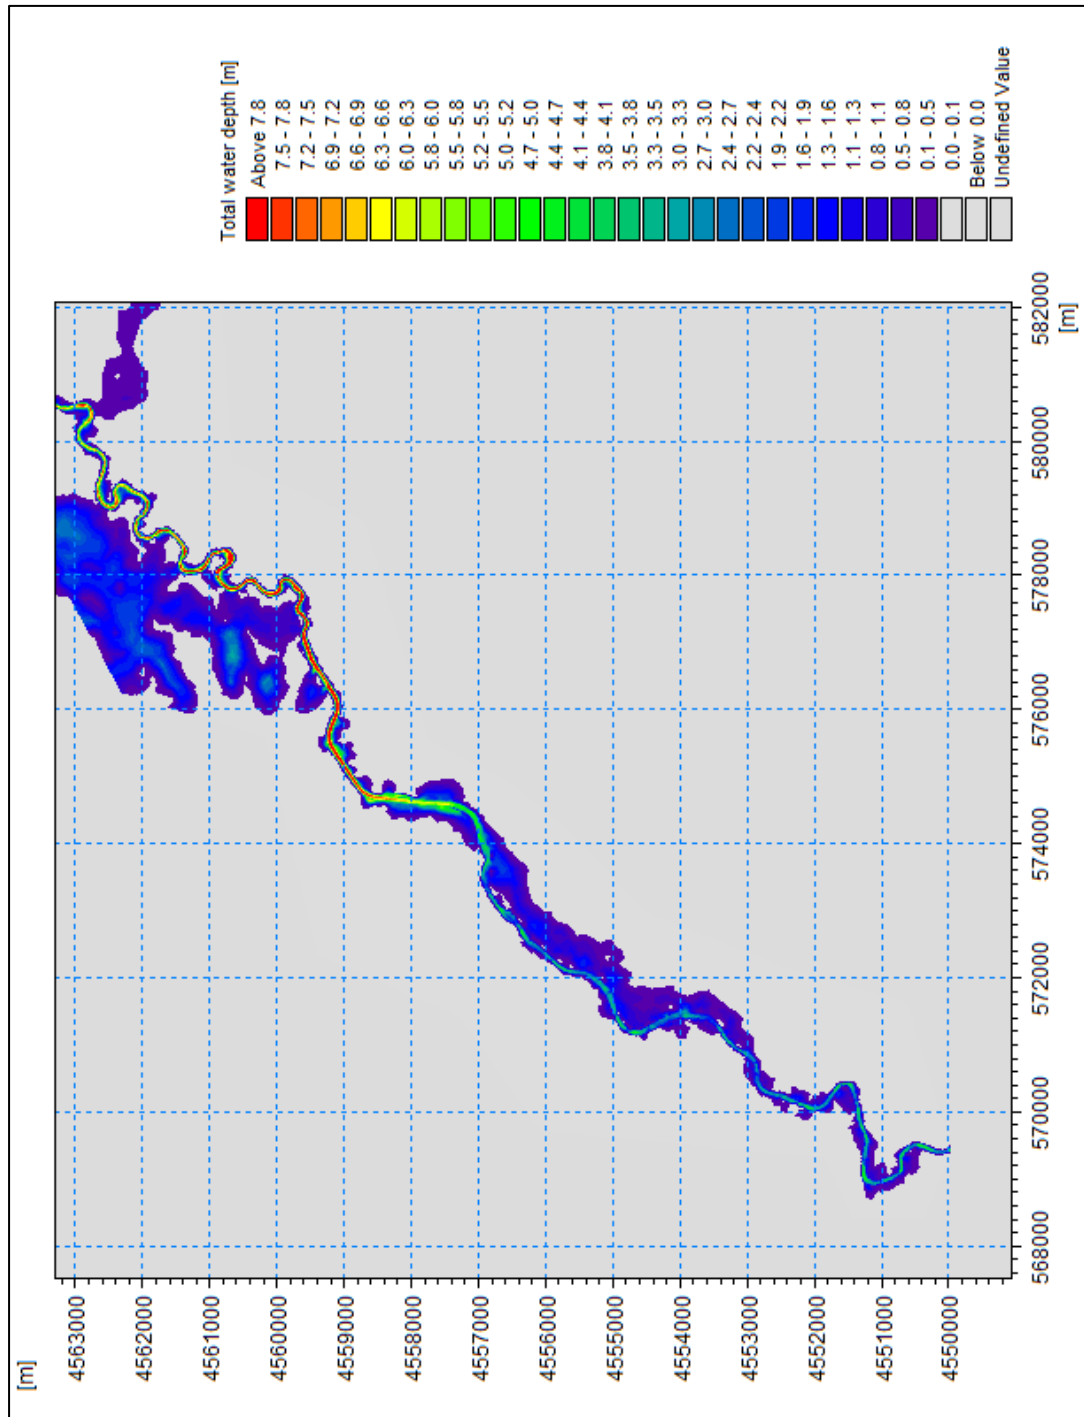 [m]
4563000
4562000
4561000
4560000
4559000
4558000
4557000
4556000
4555000
4554000
4553000
4552000
4551000
4550000
568000
570000
572000
574000
576000
578000
580000
582000
[m]
Total water depth [m]
Above 7.8
7.5 - 7.8
7.2 - 7.5
6.9 - 7.2
6.6 - 6.9
6.3 - 6.6
6.0 - 6.3
5.8 - 6.0
5.5 - 5.8
5.2 - 5.5
5.0 - 5.2
4.7 - 5.0
4.4 - 4.7
4.1 - 4.4
3.8 - 4.1
3.5 - 3.8
3.3 - 3.5
3.0 - 3.3
2.7 - 3.0
2.4 - 2.7
2.2 - 2.4
1.9 - 2.2
1.6 - 1.9
1.3 - 1.6
1.1 - 1.3
0.8 - 1.1
0.5 - 0.8
0.1 - 0.5
0.0 - 0.1
Below 0.0
Undefined Value